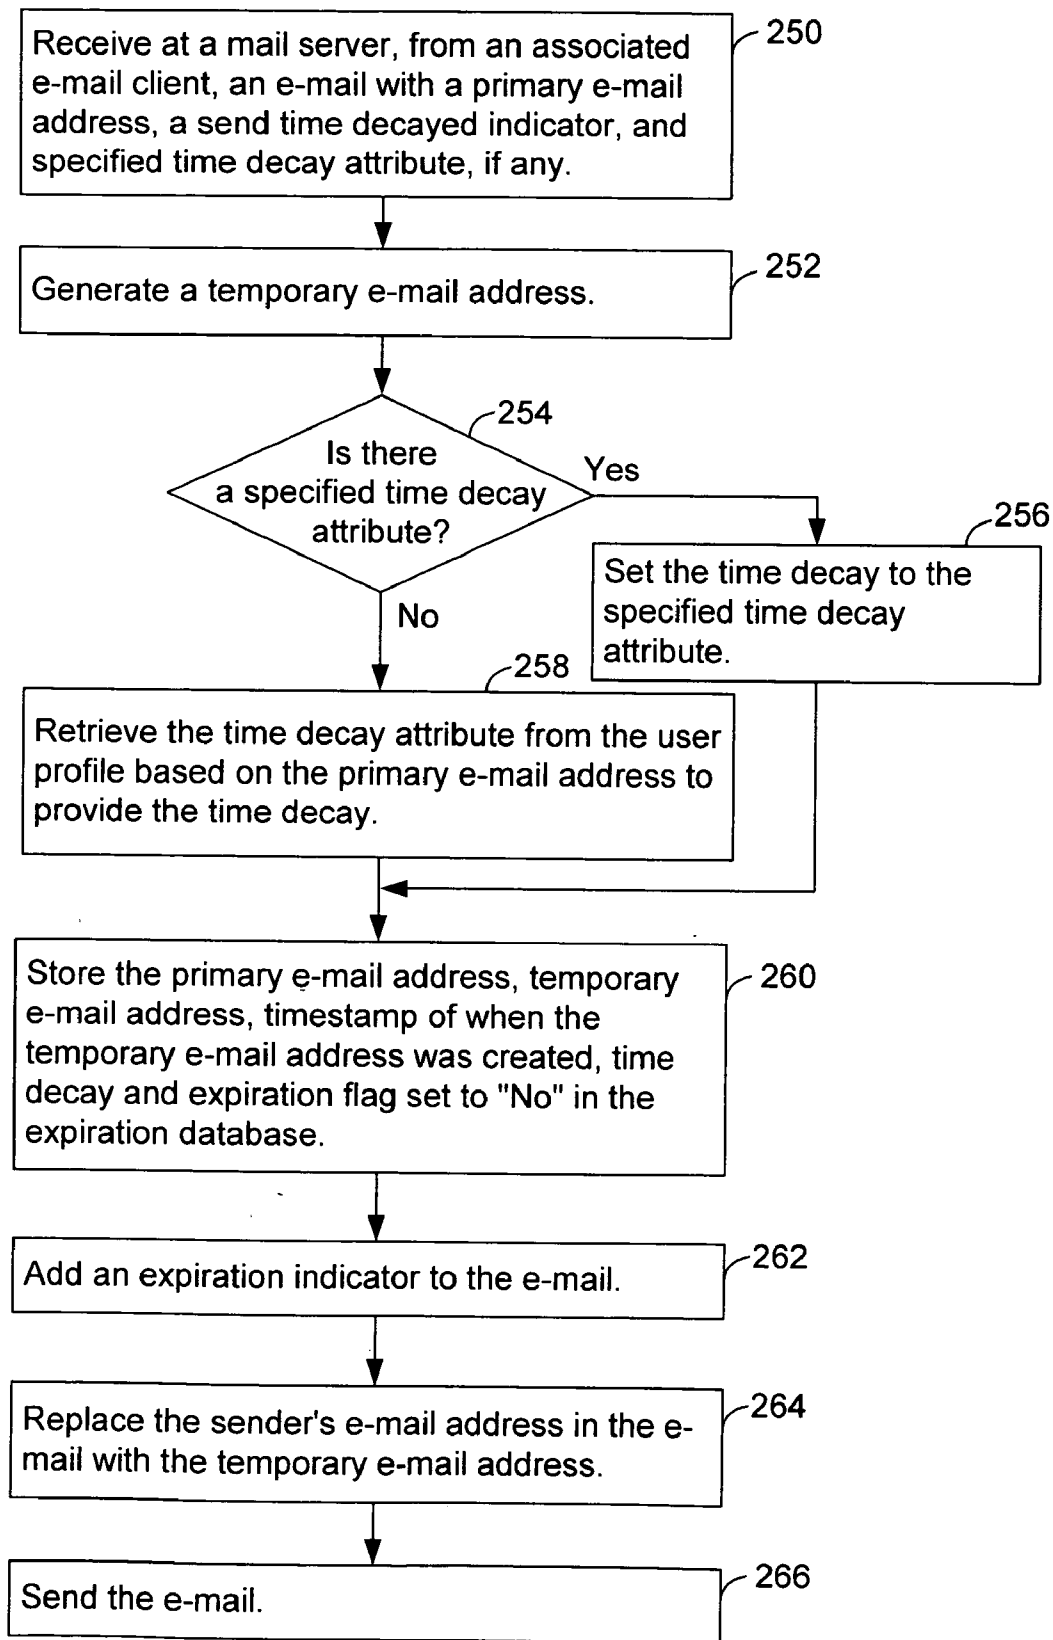 Receive at a mail server, from an associated
e-mail client, an e-mail with a primary e-mail
address, a send time decayed indicator, and
specified time decay attribute, if any.
250
Generate a temporary e-mail address.
252
254
Is there
a specified time decay
attribute?
Yes
No
256
Set the time decay to the
specified time decay
attribute.
258
Retrieve the time decay attribute from the user
profile based on the primary e-mail address to
provide the time decay.
Store the primary e-mail address, temporary
e-mail address, timestamp of when the
temporary e-mail address was created, time
decay and expiration flag set to "No" in the
expiration database.
260
Add an expiration indicator to the e-mail.
262
Replace the sender's e-mail address in the e-
mail with the temporary e-mail address.
264
Send the e-mail.
266